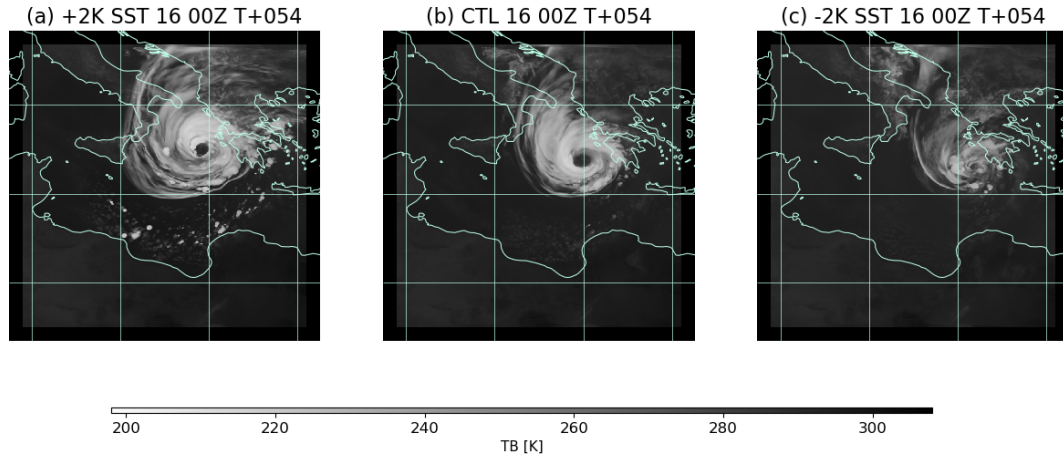 (a) +2K SST 16 00Z T+054
(b) CTL 16 00Z T+054
(c) -2K SST 16 00Z T+054
200 220 240 260 280 300
TB [K]